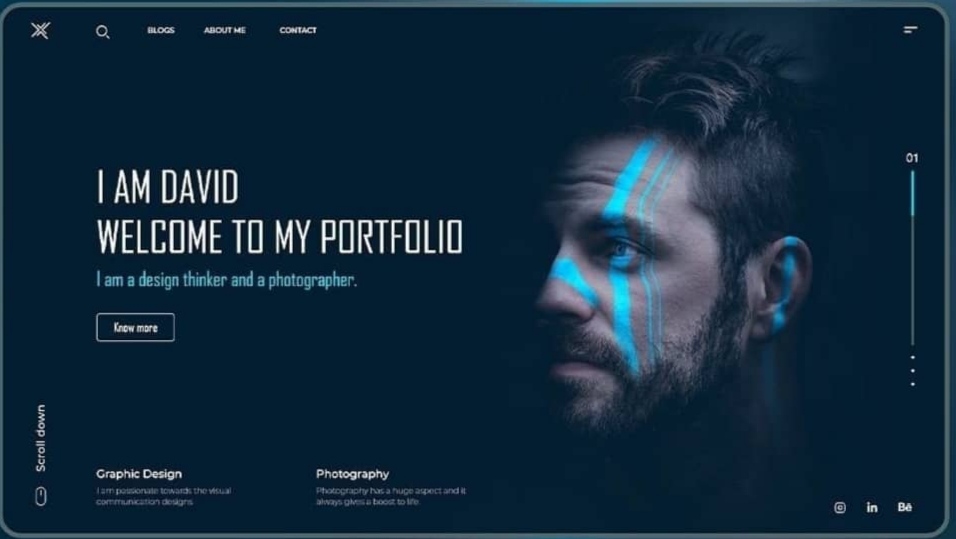 BLOGS ABOUT ME CONTACT
01
I AM DAVID
WELCOME TO MY PORTFOLIO
I am a design thinker and a photographer.
Know more
Scroll down
Graphic Design
I am passionate towards the visual
communication designs
Photography
Photography has a huge aspect and it
always gives a boost to life.
in
Bē